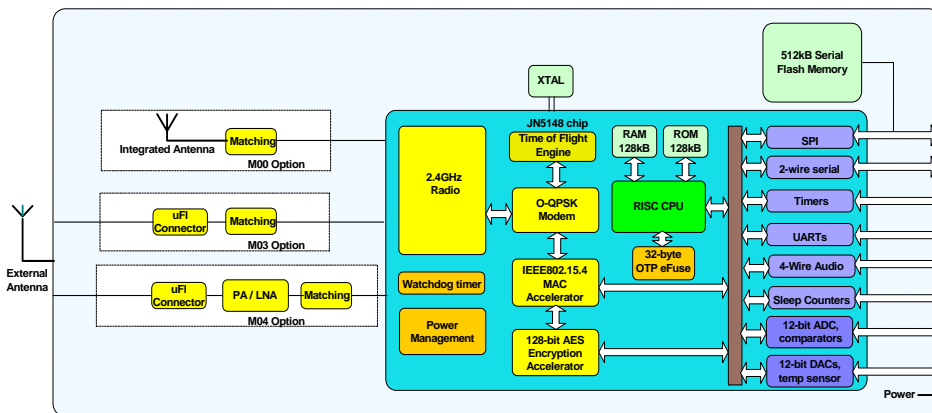 512kB Serial
Flash Memory
XTAL
JN5148 chip
Integrated Antenna
Matching
M00 Option
2.4GHz
Radio
Time of Flight
Engine
RAM
128kB
ROM
128kB
SPI
2-wire serial
O-QPSK
Modem
RISC CPU
Timers
uFl
Connector
Matching
M03 Option
UARTs
External
Antenna
32-byte
OTP eFuse
4-Wire Audio
IEEE802.15.4
MAC
Accelerator
Watchdog timer
uFl
Connector
PA / LNA
Matching
M04 Option
Sleep Counters
Power
Management
12-bit ADC,
comparators
128-bit AES
Encryption
Accelerator
12-bit DACs,
temp sensor
Power